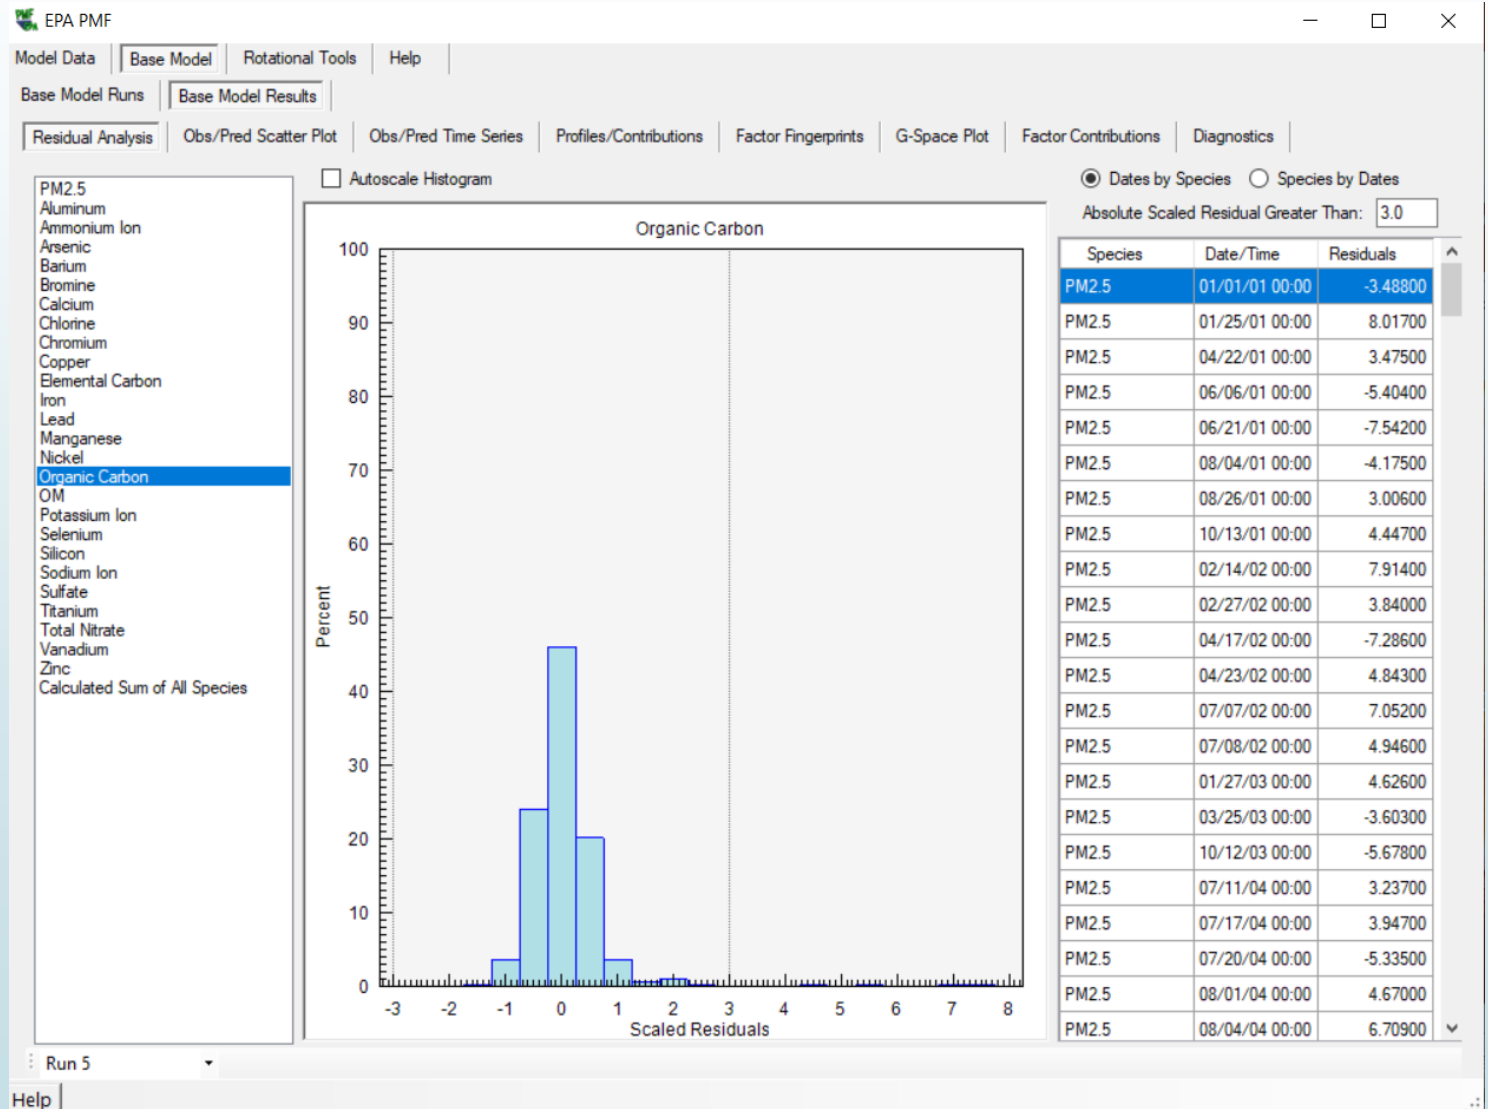 EPA PMF
Model Data Base Model Rotational Tools Help
Base Model Runs Base Model Results
Residual Analysis Obs/Pred Scatter Plot Obs/Pred Time Series Profiles/Contributions Factor Fingerprints G-Space Plot Factor Contributions Diagnostics
PM2.5
Aluminum
Ammonium Ion
Arsenic
Barium
Bromine
Calcium
Chlorine
Chromium
Copper
Elemental Carbon
Iron
Lead
Manganese
Nickel
Organic Carbon
OM
Potassium Ion
Selenium
Silicon
Sodium Ion
Sulfate
Titanium
Total Nitrate
Vanadium
Zinc
Calculated Sum of All Species
Autoscale Histogram
Organic Carbon
100
90
80
70
60
50
40
30
20
10
0
Percent
-3 -2 -1 0 1 2 3 4 5 6 7 8
Scaled Residuals
Dates by Species Species by Dates
Absolute Scaled Residual Greater Than: 3.0
Species Date/Time Residuals
PM2.5 01/01/01 00:00 -3.48800
PM2.5 01/25/01 00:00 8.01700
PM2.5 04/22/01 00:00 3.47500
PM2.5 06/06/01 00:00 -5.40400
PM2.5 06/21/01 00:00 -7.54200
PM2.5 08/04/01 00:00 -4.17500
PM2.5 08/26/01 00:00 3.00600
PM2.5 10/13/01 00:00 4.44700
PM2.5 02/14/02 00:00 7.91400
PM2.5 02/27/02 00:00 3.84000
PM2.5 04/17/02 00:00 -7.28600
PM2.5 04/23/02 00:00 4.84300
PM2.5 07/07/02 00:00 7.05200
PM2.5 07/08/02 00:00 4.94600
PM2.5 01/27/03 00:00 4.62600
PM2.5 03/25/03 00:00 -3.60300
PM2.5 10/12/03 00:00 -5.67800
PM2.5 07/11/04 00:00 3.23700
PM2.5 07/17/04 00:00 3.94700
PM2.5 07/20/04 00:00 -5.33500
PM2.5 08/01/04 00:00 4.67000
PM2.5 08/04/04 00:00 6.70900
Run 5
Help